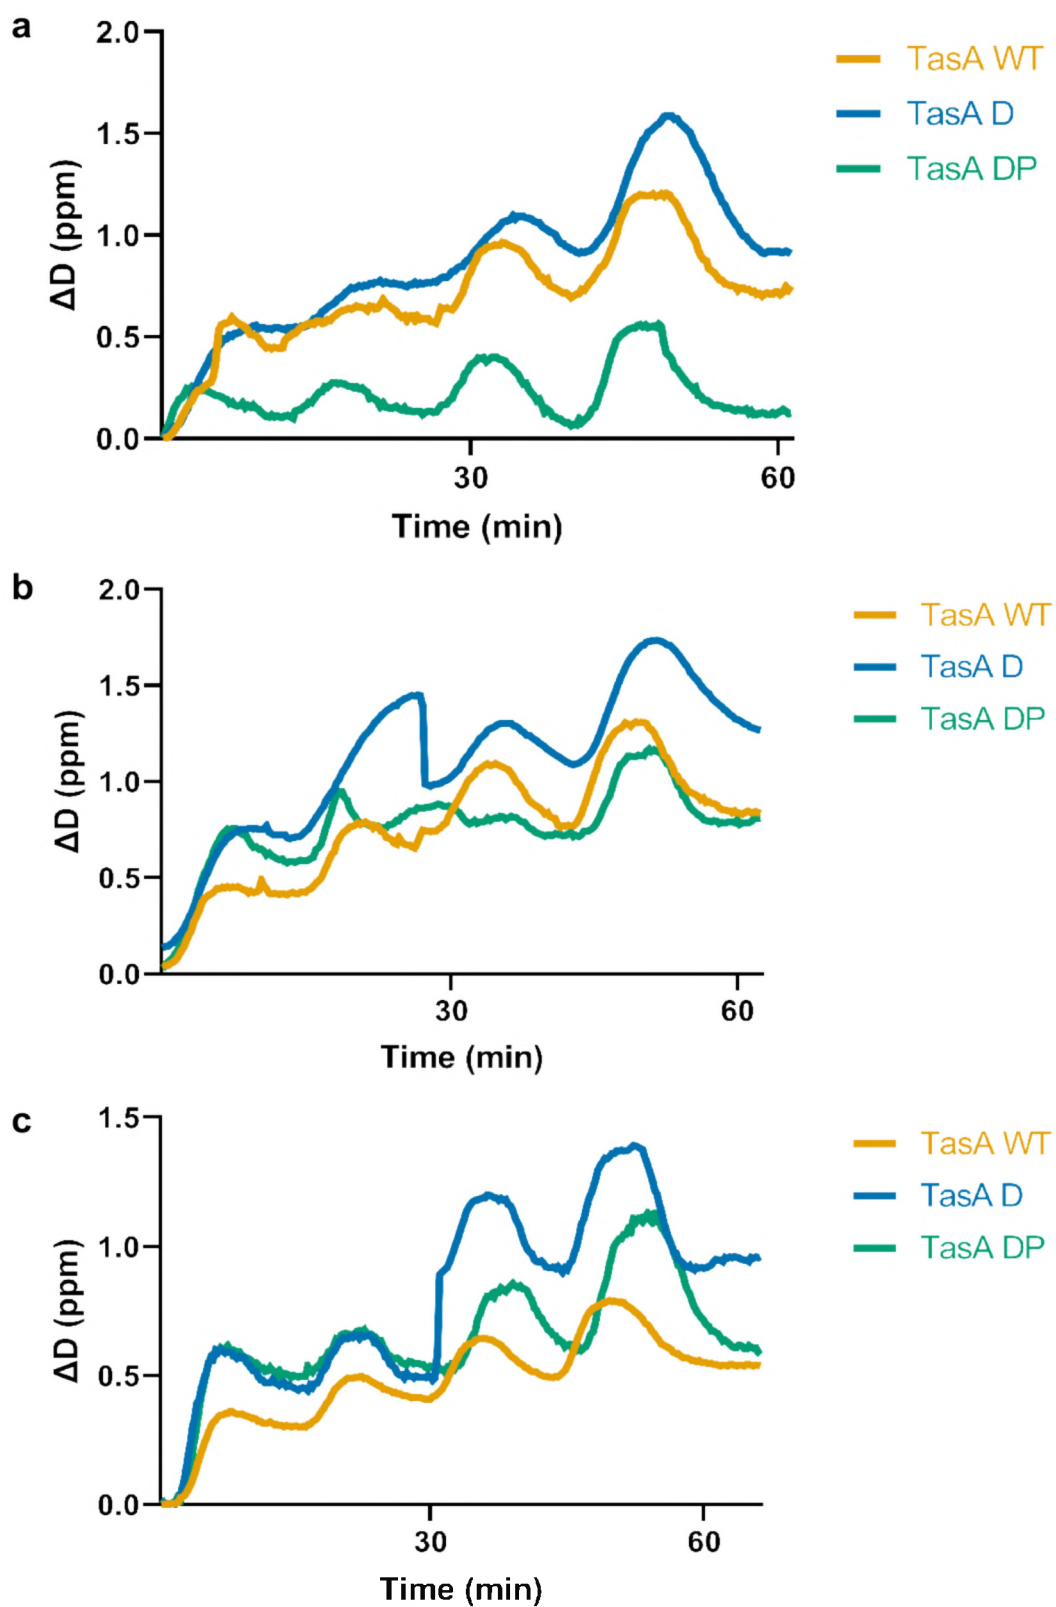 a
2.0
1.5
1.0
0.5
0.0
ΔD (ppm)
30
60
Time (min)
TasA WT
TasA D
TasA DP
b
2.0
1.5
1.0
0.5
0.0
ΔD (ppm)
30
60
Time (min)
TasA WT
TasA D
TasA DP
c
1.5
1.0
0.5
0.0
ΔD (ppm)
30
60
Time (min)
TasA WT
TasA D
TasA DP